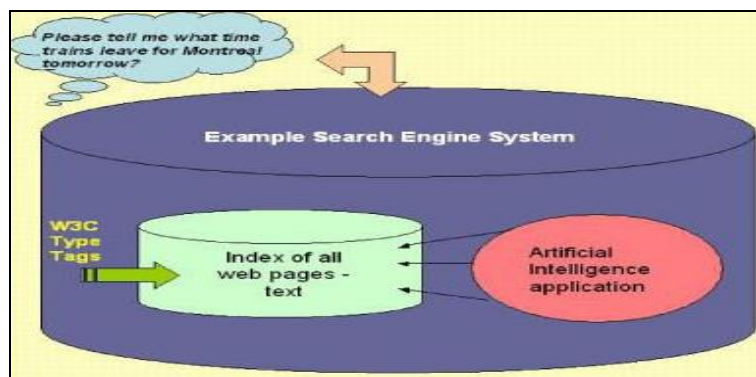 Please tell me what time
trains leave for Montreal
tomorrow?
Example Search Engine System
W3C
Type
Tags
Index of all
web pages -
text
Artificial
Intelligence
application